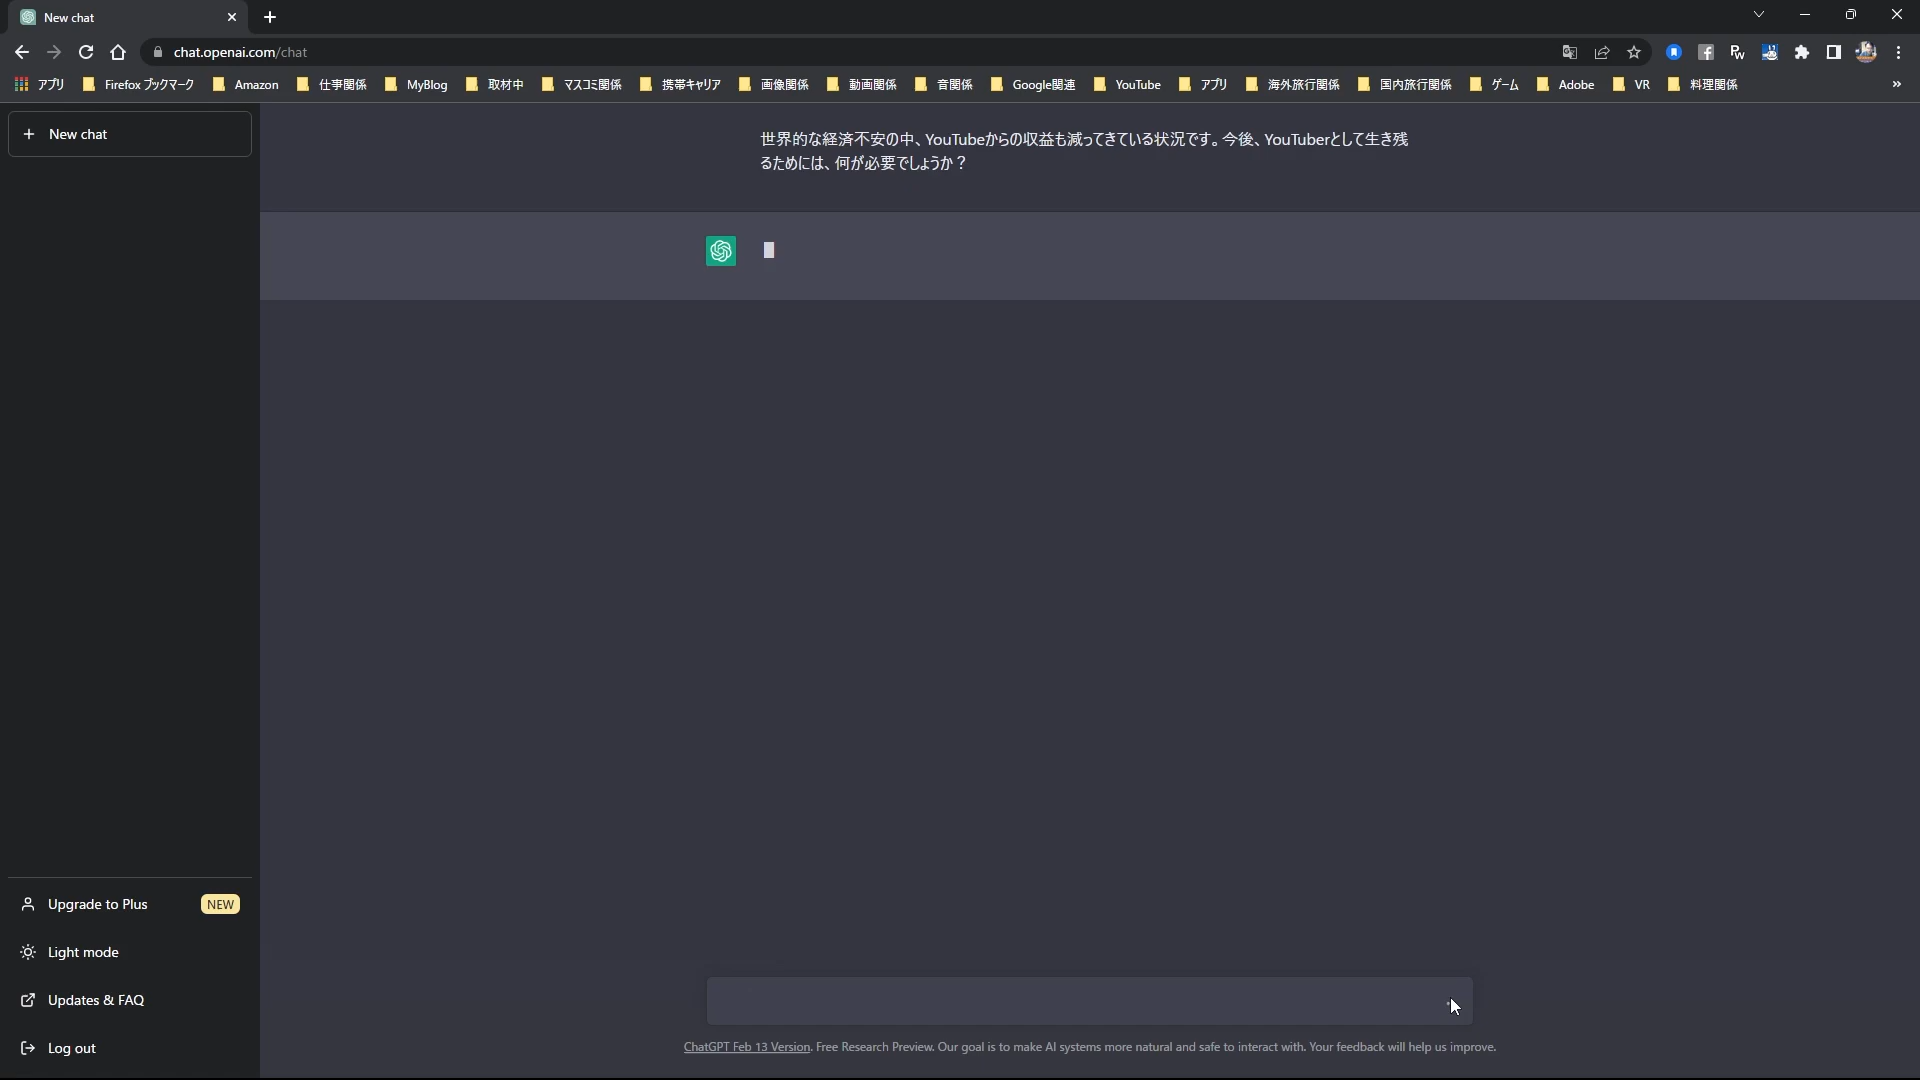 New chat
chat.openai.com/chat
アプリ Firefox ブックマーク Amazon 仕事関係 MyBlog 取材中 マスコミ関係 携帯キャリア 画像関係 動画関係 音関係 Google関連 YouTube アプリ 海外旅行関係 国内旅行関係 ゲーム Adobe VR 料理関係 »
New chat
世界的な経済不安の中、YouTubeからの収益も減ってきている状況です。今後、YouTuberとして生き残
るためには、何が必要でしょうか？
Upgrade to Plus NEW
Light mode
Updates & FAQ
Log out
ChatGPT Feb 13 Version. Free Research Preview. Our goal is to make AI systems more natural and safe to interact with. Your feedback will help us improve.